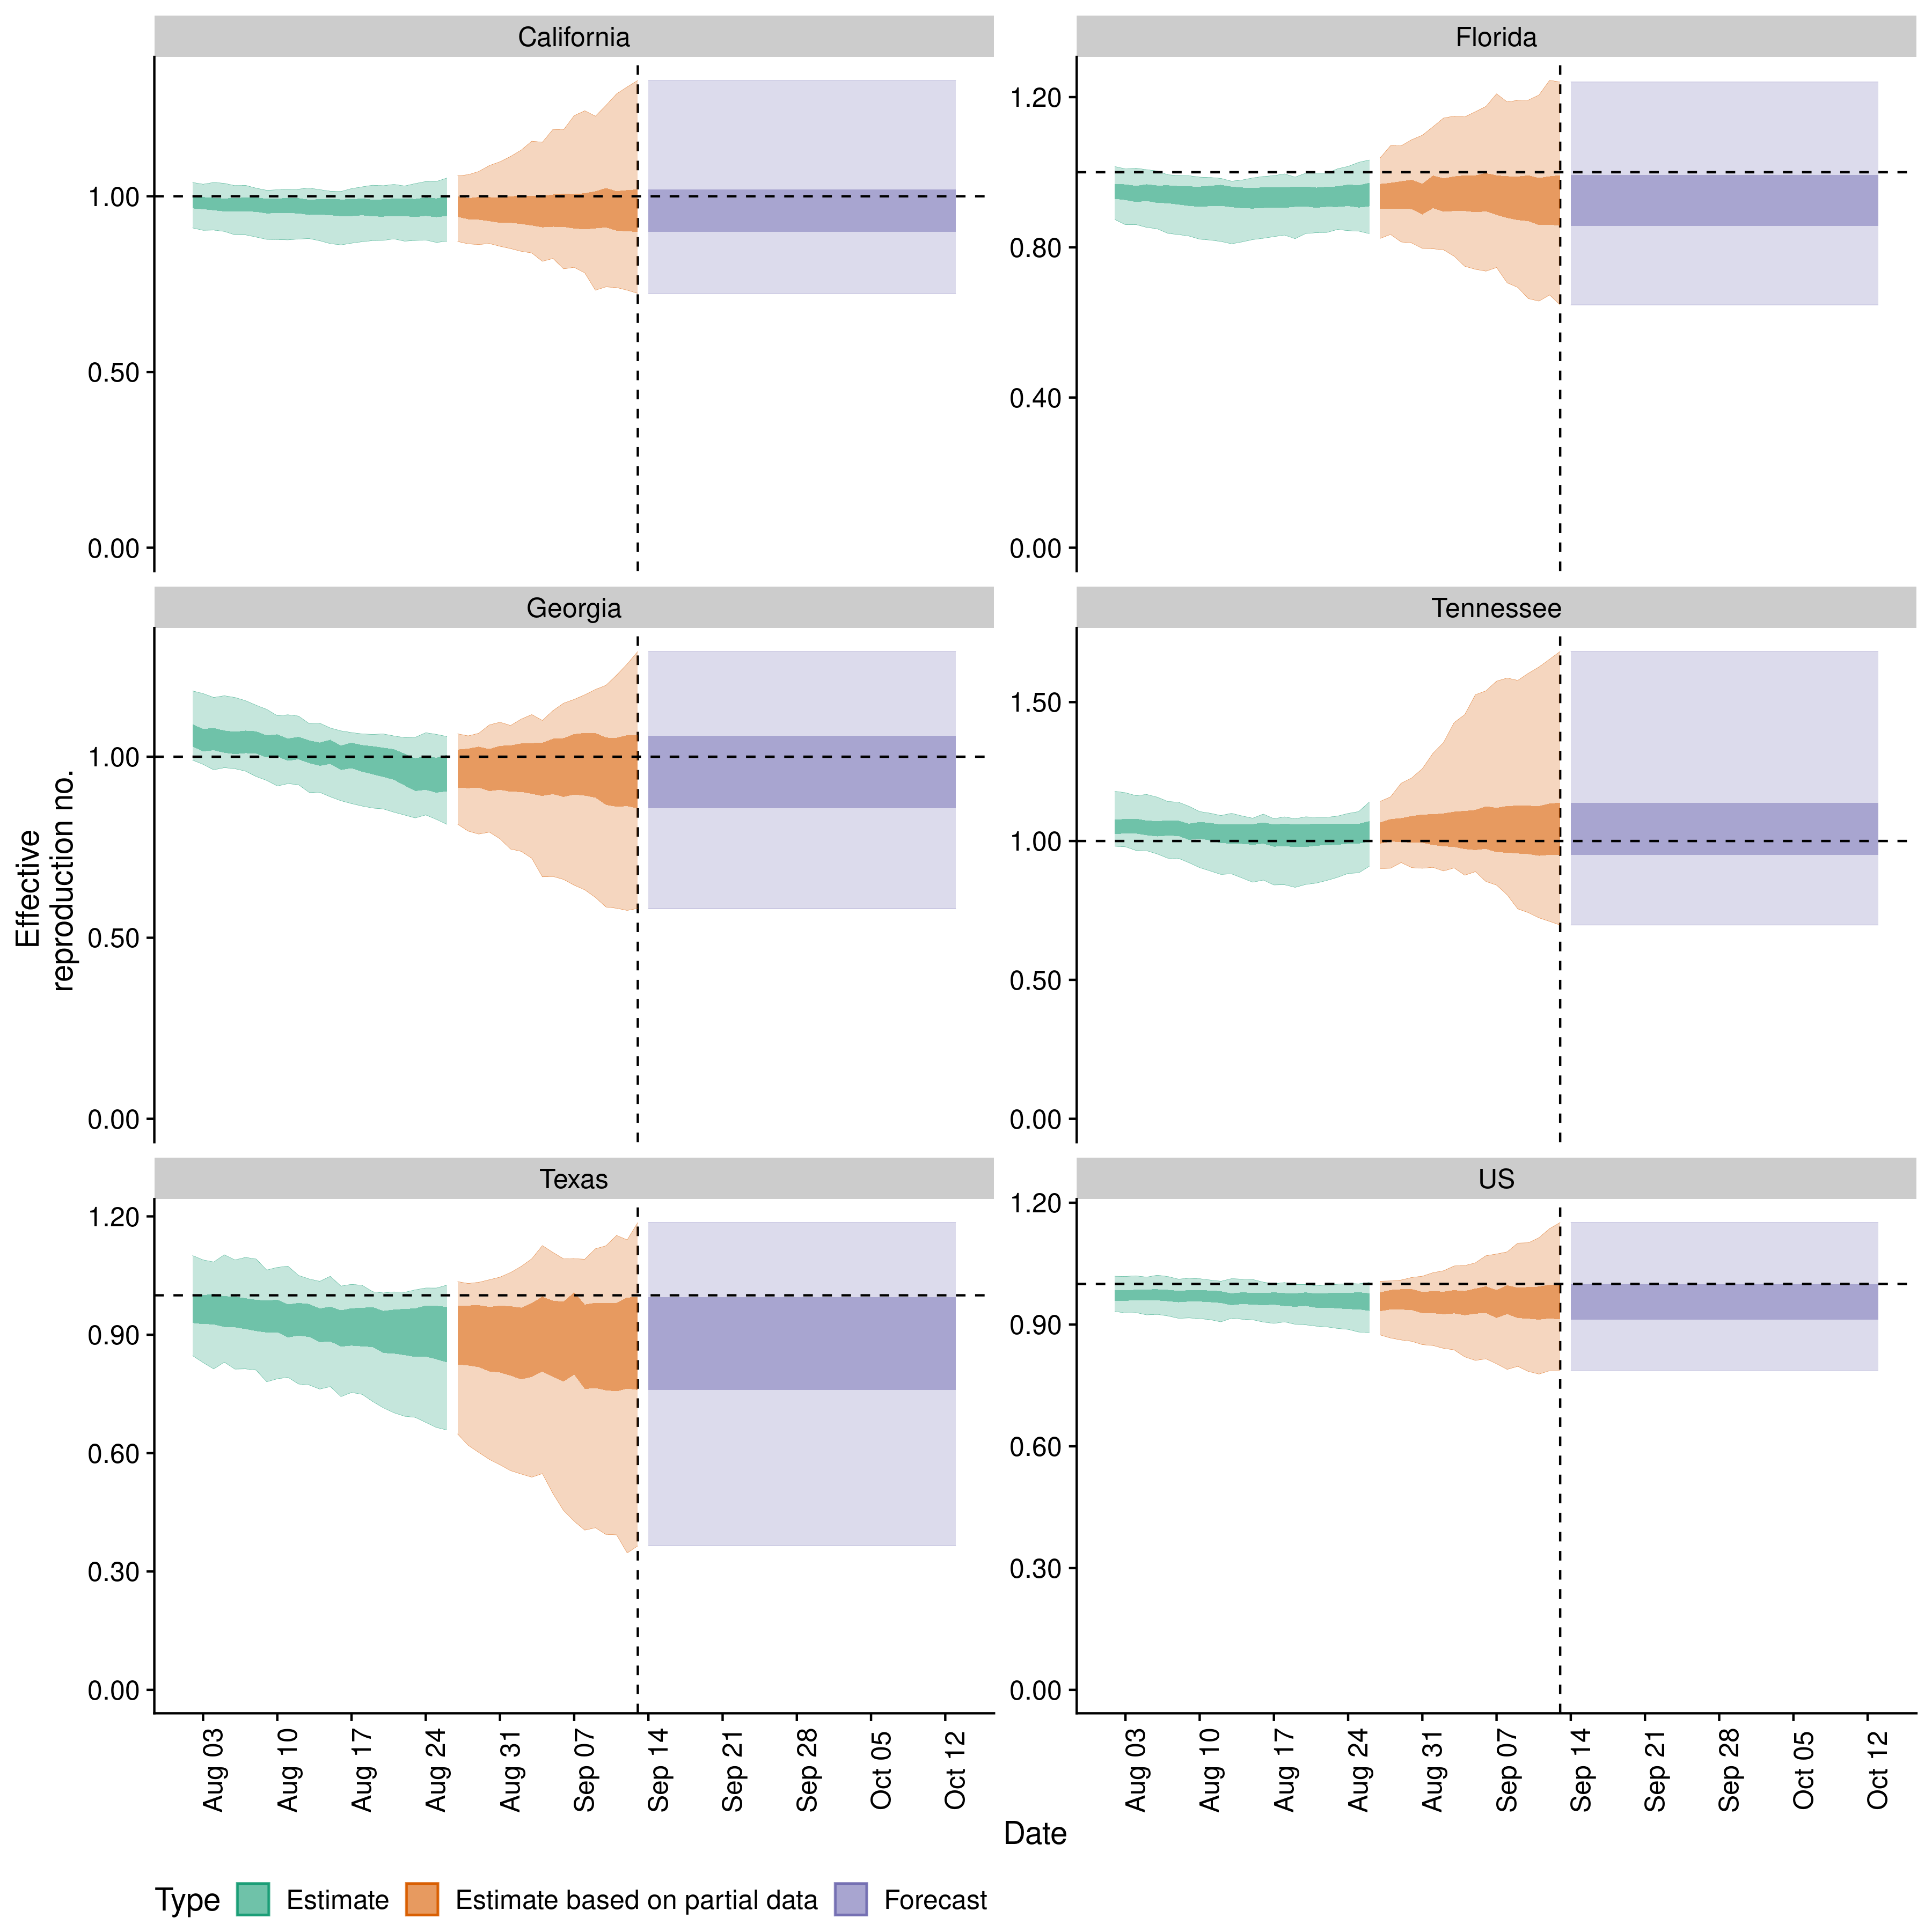 California
Florida
1.00
0.50
0.00
1.20
0.80
0.40
0.00
Georgia
Tennessee
1.00
0.50
0.00
1.50
1.00
0.50
0.00
Effective
reproduction no.
Texas
US
1.20
0.90
0.60
0.30
0.00
1.20
0.90
0.60
0.30
0.00
Aug 03
Aug 10
Aug 17
Aug 24
Aug 31
Sep 07
Sep 14
Sep 21
Sep 28
Oct 05
Oct 12
Aug 03
Aug 10
Aug 17
Aug 24
Aug 31
Sep 07
Sep 14
Sep 21
Sep 28
Oct 05
Oct 12
Date
Type Estimate Estimate based on partial data Forecast